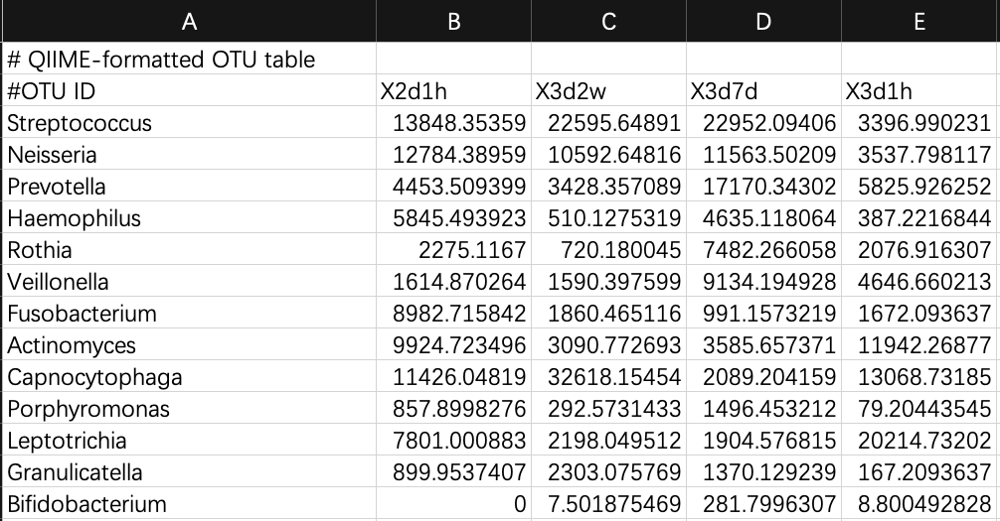 A B C D E
# QIIME-formatted OTU table
#OTU ID X2d1h X3d2w X3d7d X3d1h
Streptococcus 13848.35359 22595.64891 22952.09406 3396.990231
Neisseria 12784.38959 10592.64816 11563.50209 3537.798117
Prevotella 4453.509399 3428.357089 17170.34302 5825.926252
Haemophilus 5845.493923 510.1275319 4635.118064 387.2216844
Rothia 2275.1167 720.180045 7482.266058 2076.916307
Veillonella 1614.870264 1590.397599 9134.194928 4646.660213
Fusobacterium 8982.715842 1860.465116 991.1573219 1672.093637
Actinomyces 9924.723496 3090.772693 3585.657371 11942.26877
Capnocytophaga 11426.04819 32618.15454 2089.204159 13068.73185
Porphyromonas 857.8998276 292.5731433 1496.453212 79.20443545
Leptotrichia 7801.000883 2198.049512 1904.576815 20214.73202
Granulicatella 899.9537407 2303.075769 1370.129239 167.2093637
Bifidobacterium 0 7.501875469 281.7996307 8.800492828